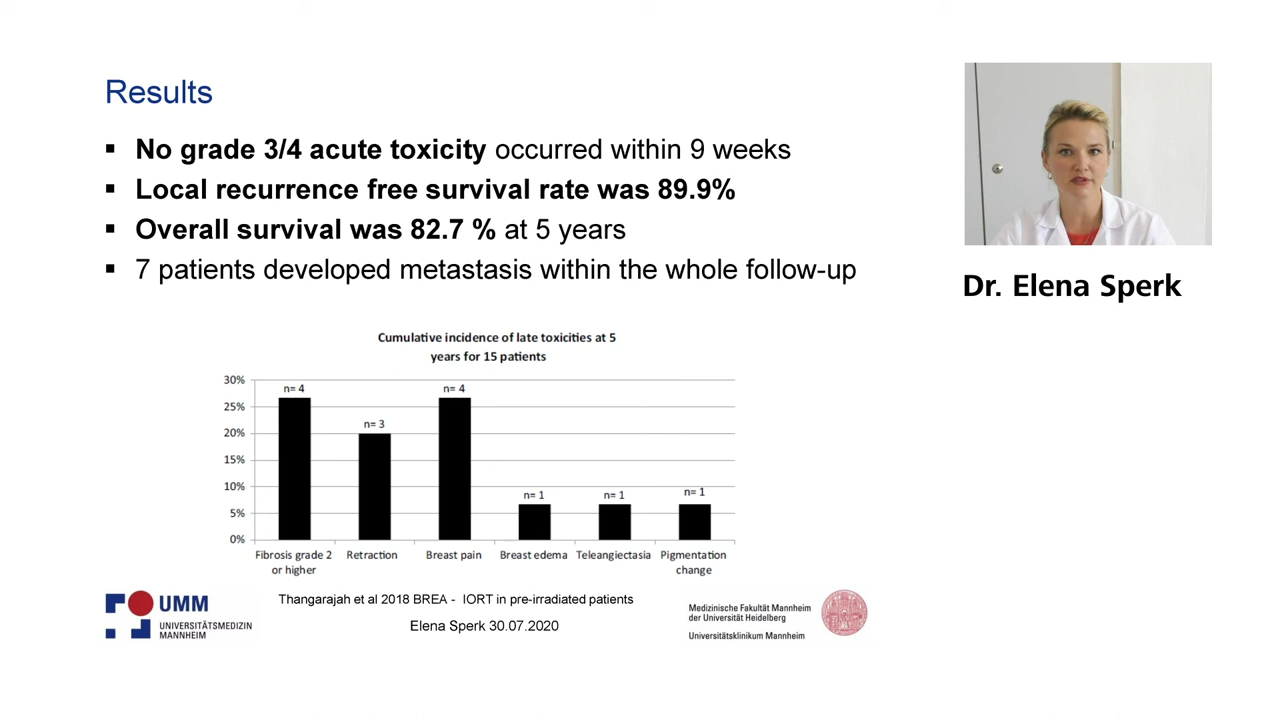 Results
▪ No grade 3/4 acute toxicity occurred within 9 weeks
▪ Local recurrence free survival rate was 89.9%
▪ Overall survival was 82.7 % at 5 years
▪ 7 patients developed metastasis within the whole follow-up
Dr. Elena Sperk
Cumulative incidence of late toxicities at 5
years for 15 patients
30%
25%
20%
15%
10%
5%
0%
n= 4
n= 3
n= 4
n= 1
n= 1
n= 1
Fibrosis grade 2
or higher
Retraction
Breast pain
Breast edema
Teleangiectasia
Pigmentation
change
Thangarajah et al 2018 BREA - IORT in pre-irradiated patients
Elena Sperk 30.07.2020
UMM
UNIVERSITÄTSMEDIZIN
MANNHEIM
Medizinische Fakultät Mannheim
der Universität Heidelberg
Universitätsklinikum Mannheim